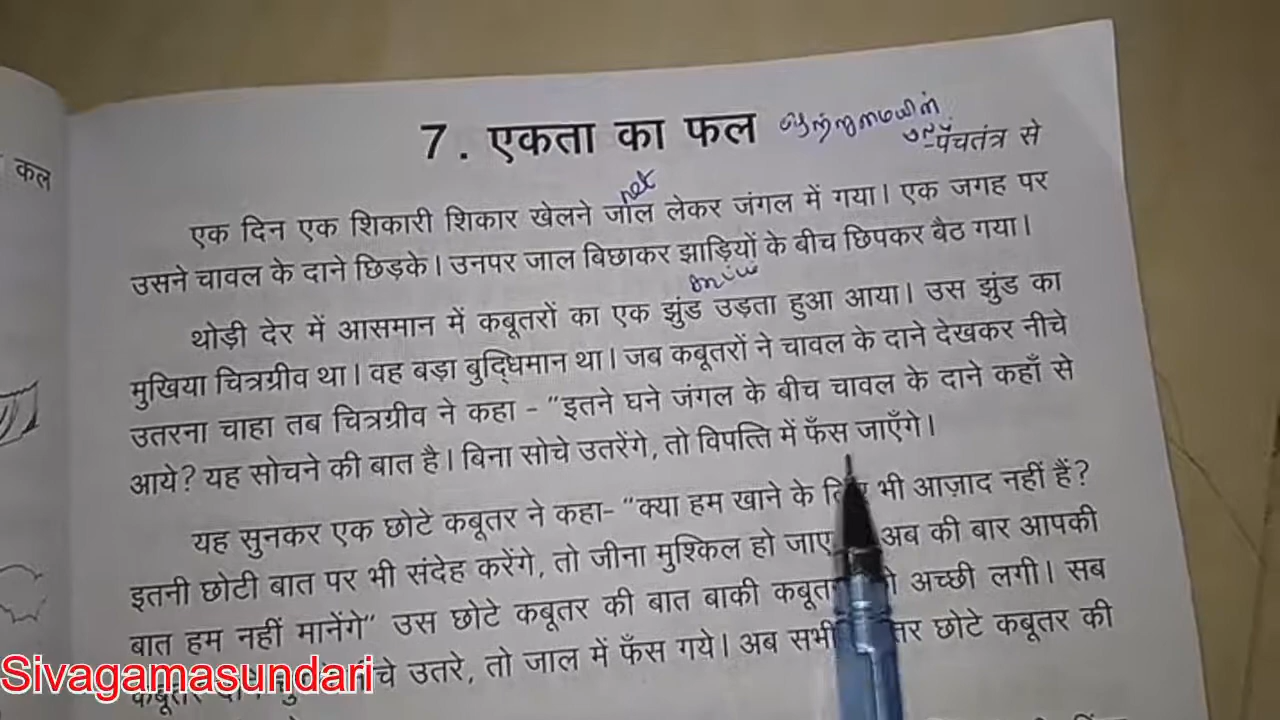 कल
7. एकता का फल ஒற்றுமையின்
-पंचतंत्र से
net
एक दिन एक शिकारी शिकार खेलने जाल लेकर जंगल में गया। एक जगह पर
उसने चावल के दाने छिड़के। उनपर जाल बिछाकर झाड़ियों के बीच छिपकर बैठ गया।
थोड़ी देर में आसमान में कबूतरों का एक झुंड उड़ता हुआ आया। उस झुंड का
मुखिया चित्रग्रीव था। वह बड़ा बुद्धिमान था। जब कबूतरों ने चावल के दाने देखकर नीचे
उतरना चाहा तब चित्रग्रीव ने कहा - "इतने घने जंगल के बीच चावल के दाने कहाँ से
आये? यह सोचने की बात है। बिना सोचे उतरेंगे, तो विपत्ति में फँस जाएँगे।
यह सुनकर एक छोटे कबूतर ने कहा- "क्या हम खाने के भी आज़ाद नहीं हैं?
इतनी छोटी बात पर भी संदेह करेंगे, तो जीना मुश्किल हो अब की बार आपकी
बात हम नहीं मानेंगे" उस छोटे कबूतर की बात बाकी अच्छी लगी। सब
उतरे, तो जाल में फँस गये। अब छोटे कबूतर की
Sivagamasundari